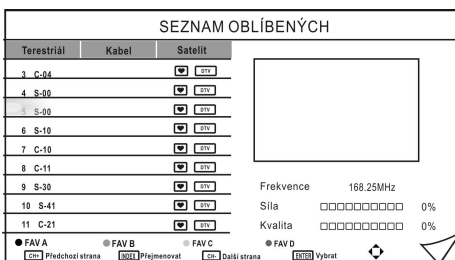 SEZNAM OBLÍBENÝCH
Terestriál Kabel Satelit
3 C-04 DTV
4 S-00 DTV
5 S-00 DTV
6 S-10 DTV
7 C-10 DTV
8 C-11 DTV
9 S-30 DTV
10 S-41 DTV
11 C-21 DTV
Frekvence 168.25MHz
Síla 0%
Kvalita 0%
FAV A FAV B FAV C FAV D
CH+ Předchozí strana INDEX Přejmenovat CH- Další strana ENTER Vybrat